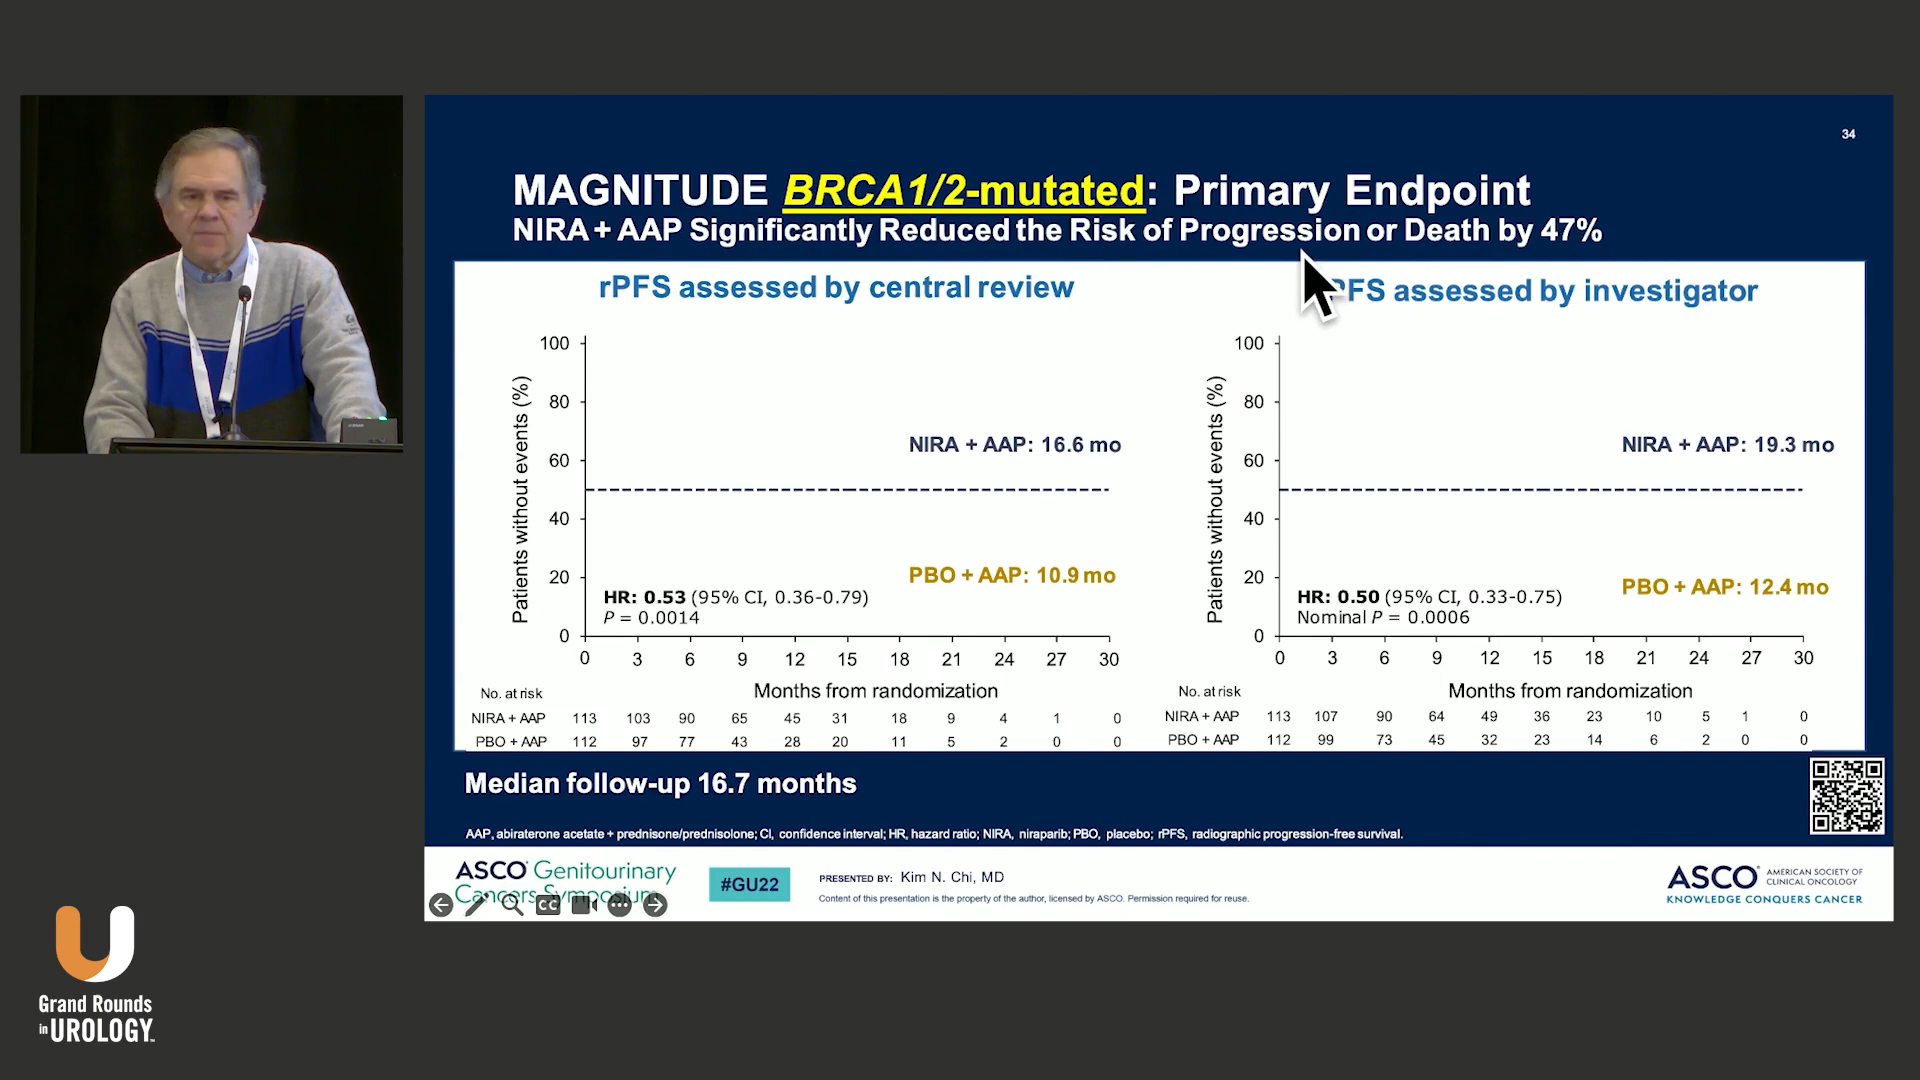 34
MAGNITUDE BRCA1/2-mutated: Primary Endpoint
NIRA + AAP Significantly Reduced the Risk of Progression or Death by 47%
rPFS assessed by central review
100
80
60
40
20
0
Patients without events (%)
NIRA + AAP: 16.6 mo
PBO + AAP: 10.9 mo
HR: 0.53 (95% CI, 0.36-0.79)
P = 0.0014
0 3 6 9 12 15 18 21 24 27 30
Months from randomization
No. at risk
NIRA + AAP 113 103 90 65 45 31 18 9 4 1 0
PBO + AAP 112 97 77 43 28 20 11 5 2 0 0
PFS assessed by investigator
100
80
60
40
20
0
Patients without events (%)
NIRA + AAP: 19.3 mo
PBO + AAP: 12.4 mo
HR: 0.50 (95% CI, 0.33-0.75)
Nominal P = 0.0006
0 3 6 9 12 15 18 21 24 27 30
Months from randomization
No. at risk
NIRA + AAP 113 107 90 64 49 36 23 10 5 1 0
PBO + AAP 112 99 73 45 32 23 14 6 2 0 0
Median follow-up 16.7 months
AAP, abiraterone acetate + prednisone/prednisolone; CI, confidence interval; HR, hazard ratio; NIRA, niraparib; PBO, placebo; rPFS, radiographic progression-free survival.
ASCO Genitourinary
Cancers Symposium
#GU22
PRESENTED BY: Kim N. Chi, MD
Content of this presentation is the property of the author, licensed by ASCO. Permission required for reuse.
ASCO AMERICAN SOCIETY OF
CLINICAL ONCOLOGY
KNOWLEDGE CONQUERS CANCER
CC
Grand Rounds
in UROLOGY™